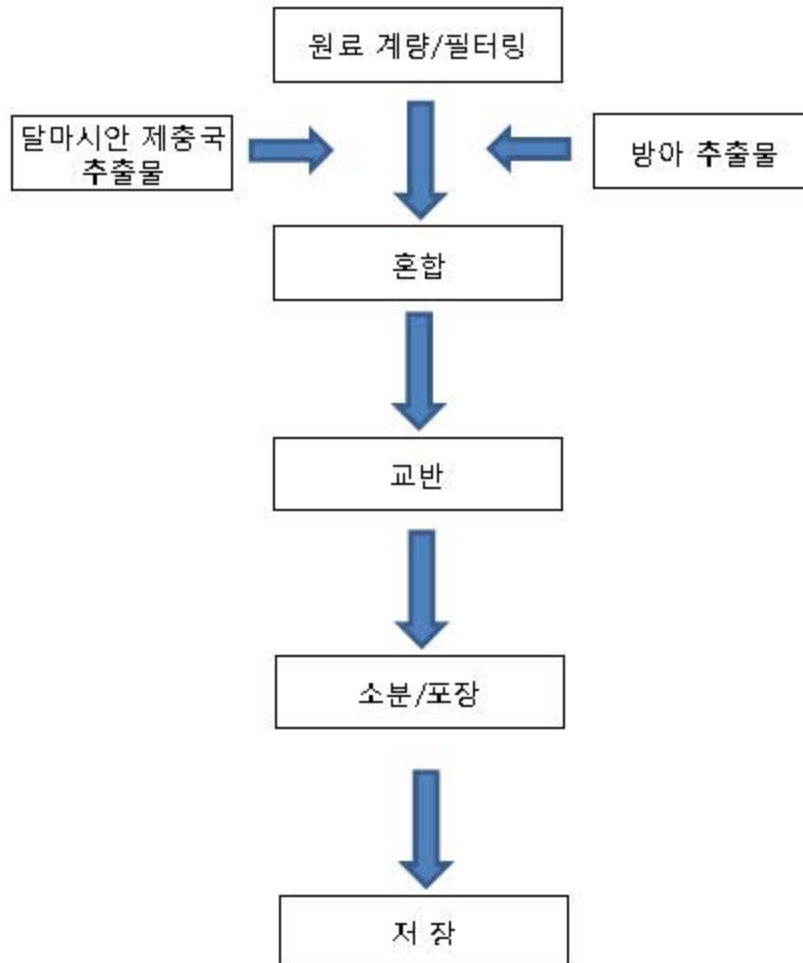 원료 계량/필터링
달마시안 제충국
추출물
방아 추출물
혼합
교반
소분/포장
저 장